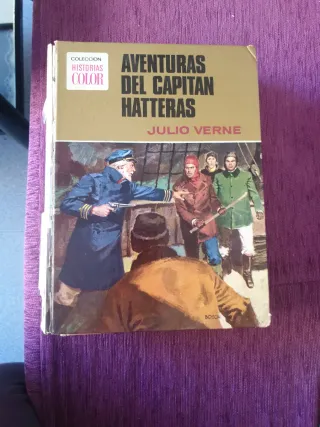 COLECCION
HISTORIAS
COLOR
AVENTURAS
DEL CAPITAN
HATTERAS
JULIO VERNE